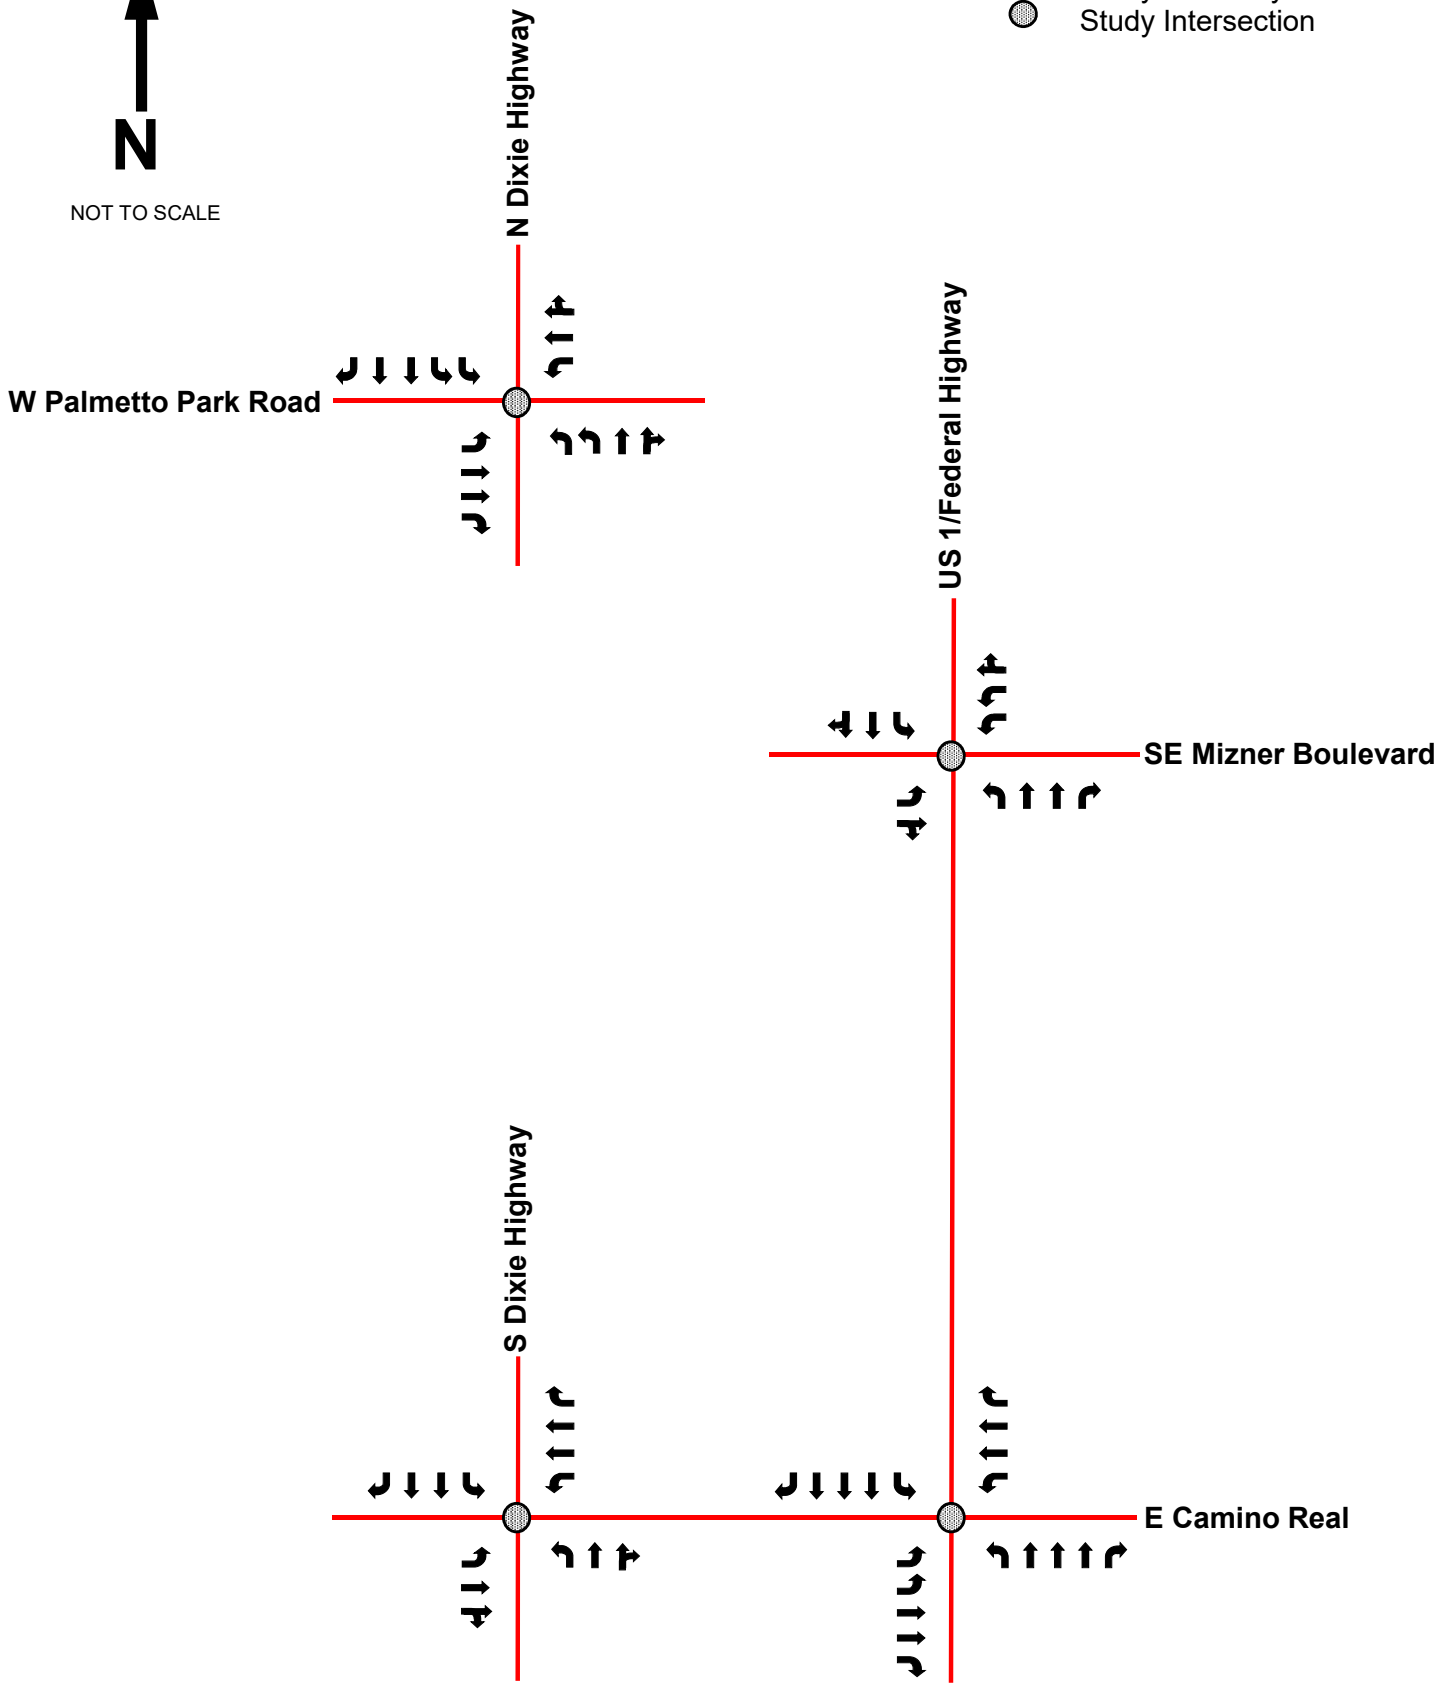 Study Intersection
N
NOT TO SCALE
N Dixie Highway
W Palmetto Park Road
US 1/Federal Highway
SE Mizner Boulevard
S Dixie Highway
E Camino Real